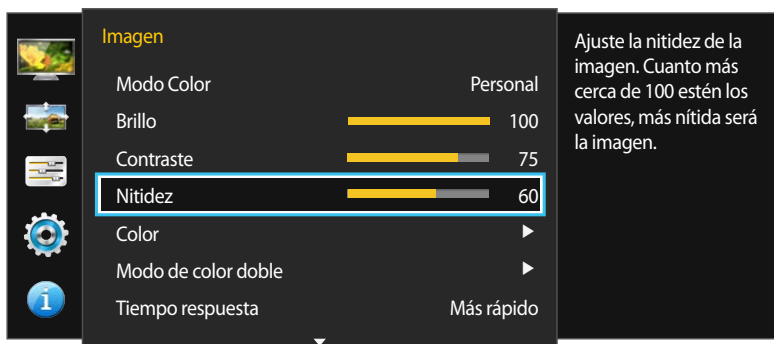 Imagen
Modo Color Personal
Brillo 100
Contraste 75
Nitidez 60
Color
Modo de color doble
Tiempo respuesta Más rápido
Ajuste la nitidez de la
imagen. Cuanto más
cerca de 100 estén los
valores, más nítida será
la imagen.